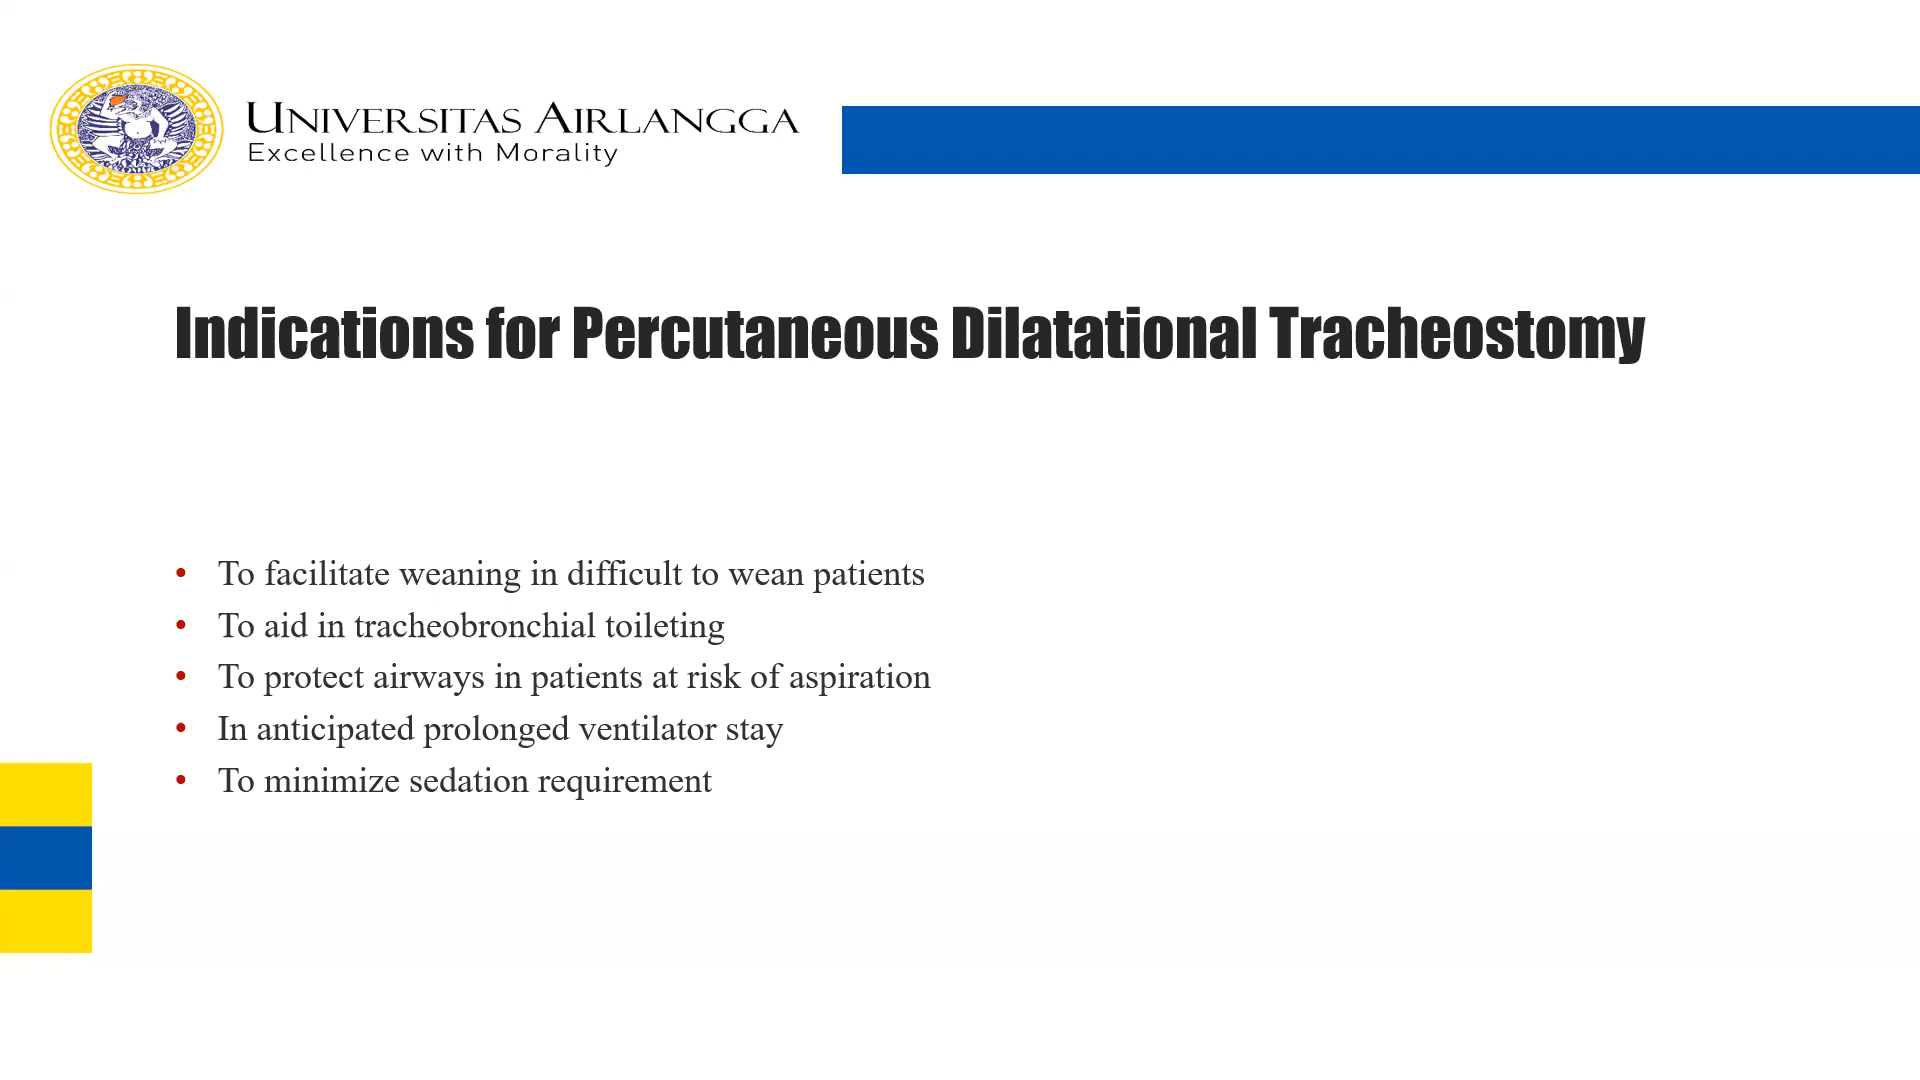 UNIVERSITAS AIRLANGGA
Excellence with Morality
Indications for Percutaneous Dilatational Tracheostomy
• To facilitate weaning in difficult to wean patients
• To aid in tracheobronchial toileting
• To protect airways in patients at risk of aspiration
• In anticipated prolonged ventilator stay
• To minimize sedation requirement